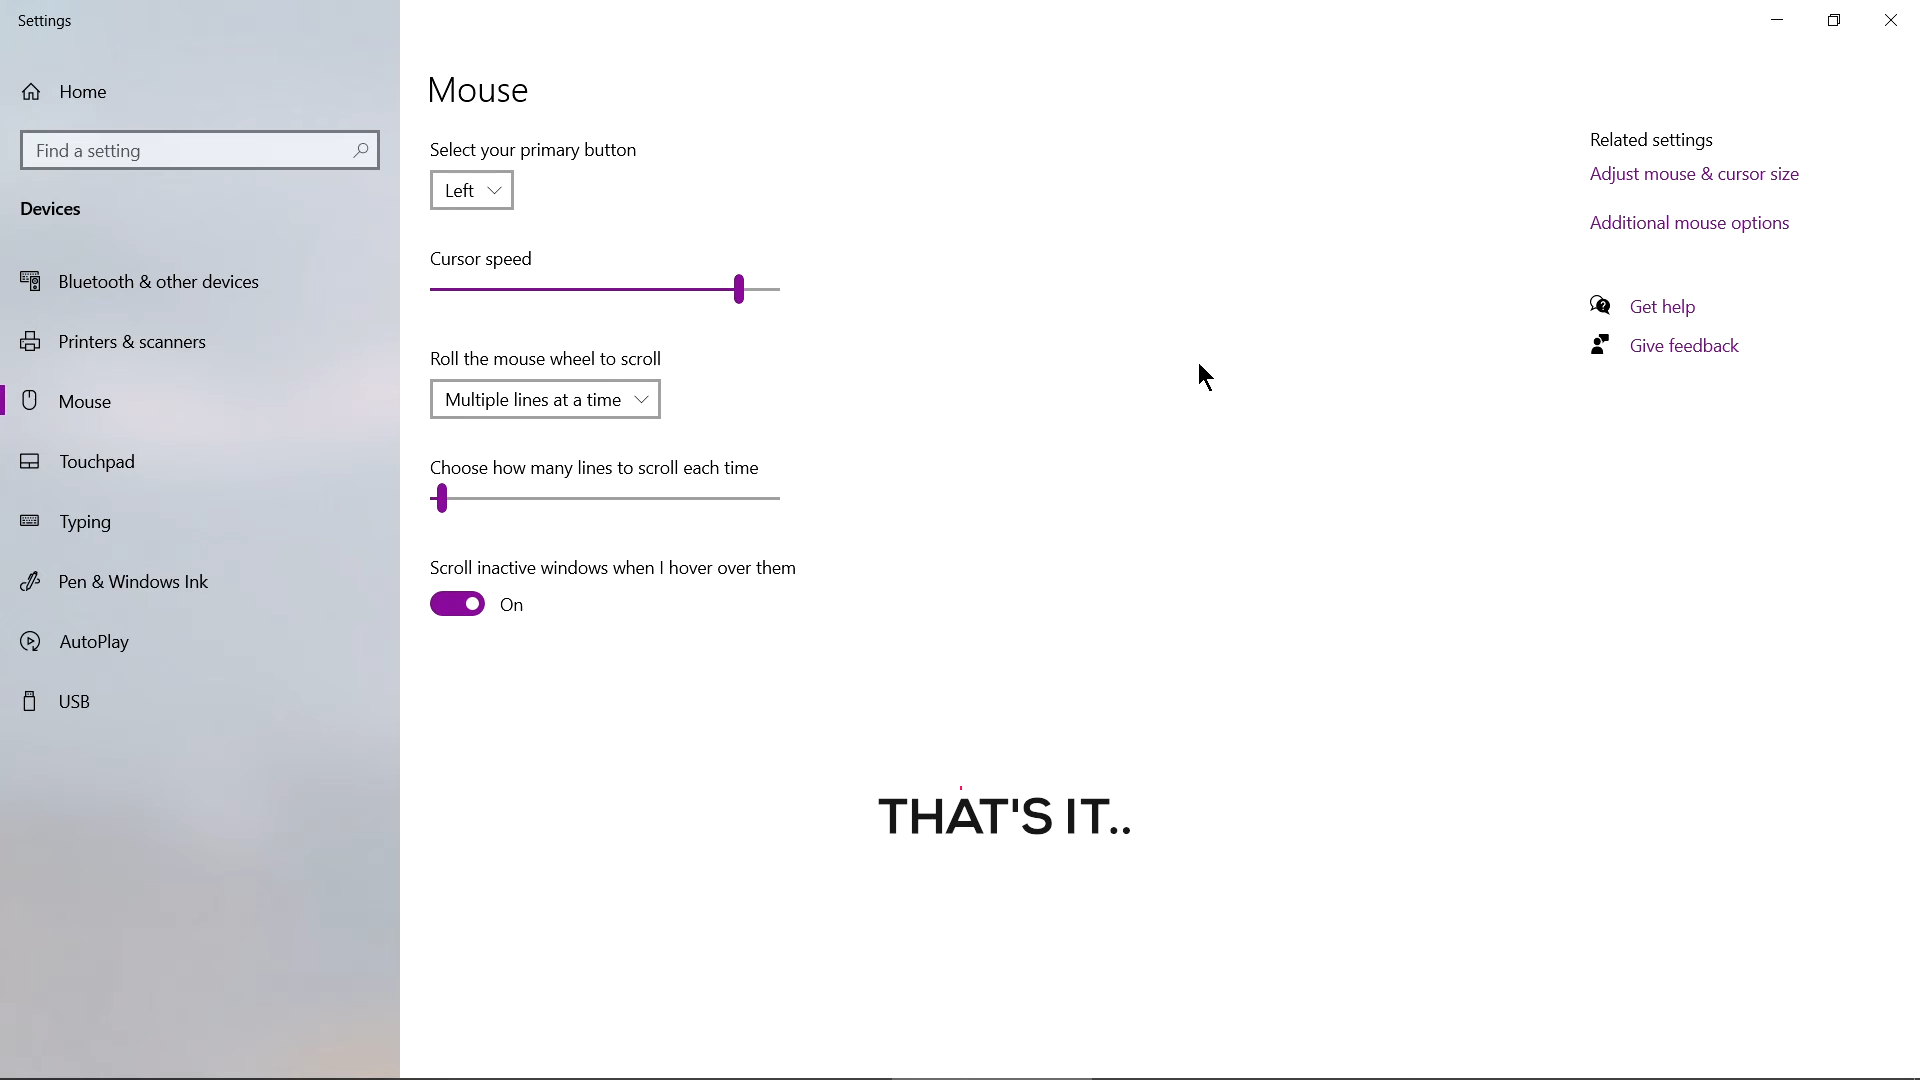 Settings
Home
Find a setting
Devices
Bluetooth & other devices
Printers & scanners
Mouse
Touchpad
Typing
Pen & Windows Ink
AutoPlay
USB
Mouse
Select your primary button
Left
Cursor speed
Roll the mouse wheel to scroll
Multiple lines at a time
Choose how many lines to scroll each time
Scroll inactive windows when I hover over them
On
Related settings
Adjust mouse & cursor size
Additional mouse options
Get help
Give feedback
THAT'S IT..